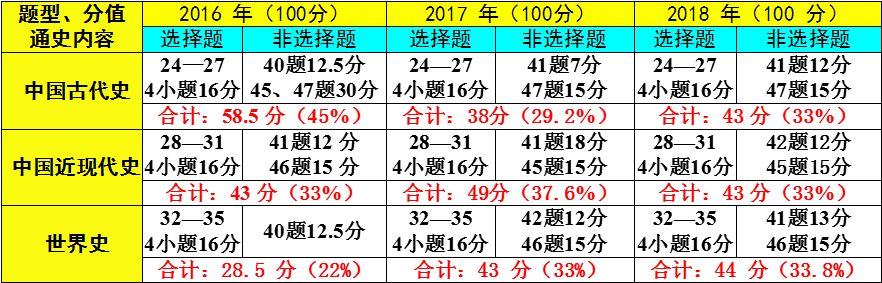 题型、分值
通史内容
2016 年（100分）
2017 年（100分）
2018 年（100 分）
选择题
非选择题
选择题
非选择题
选择题
非选择题
中国古代史
24—27
4小题16分
40题12.5分
45、47题30分
24—27
4小题16分
41题7分
47题15分
24—27
4小题16分
41题12分
47题15分
合计：58.5 分（45%）
合计：38分（29.2%）
合计：43 分（33%）
中国近现代史
28—31
4小题16分
41题12 分
46题15 分
28—31
4小题16分
41题18分
45题15分
28—31
4小题16分
42题12分
45题15分
合计：43 分（33%）
合计：49分（37.6%）
合计：43 分（33%）
世界史
32—35
4小题16分
40题12.5分
32—35
4小题16分
42题12分
46题15分
32—35
4小题16分
41题13分
46题15分
合计：28.5 分（22%）
合计：43 分（33%）
合计：44 分（33.8%）